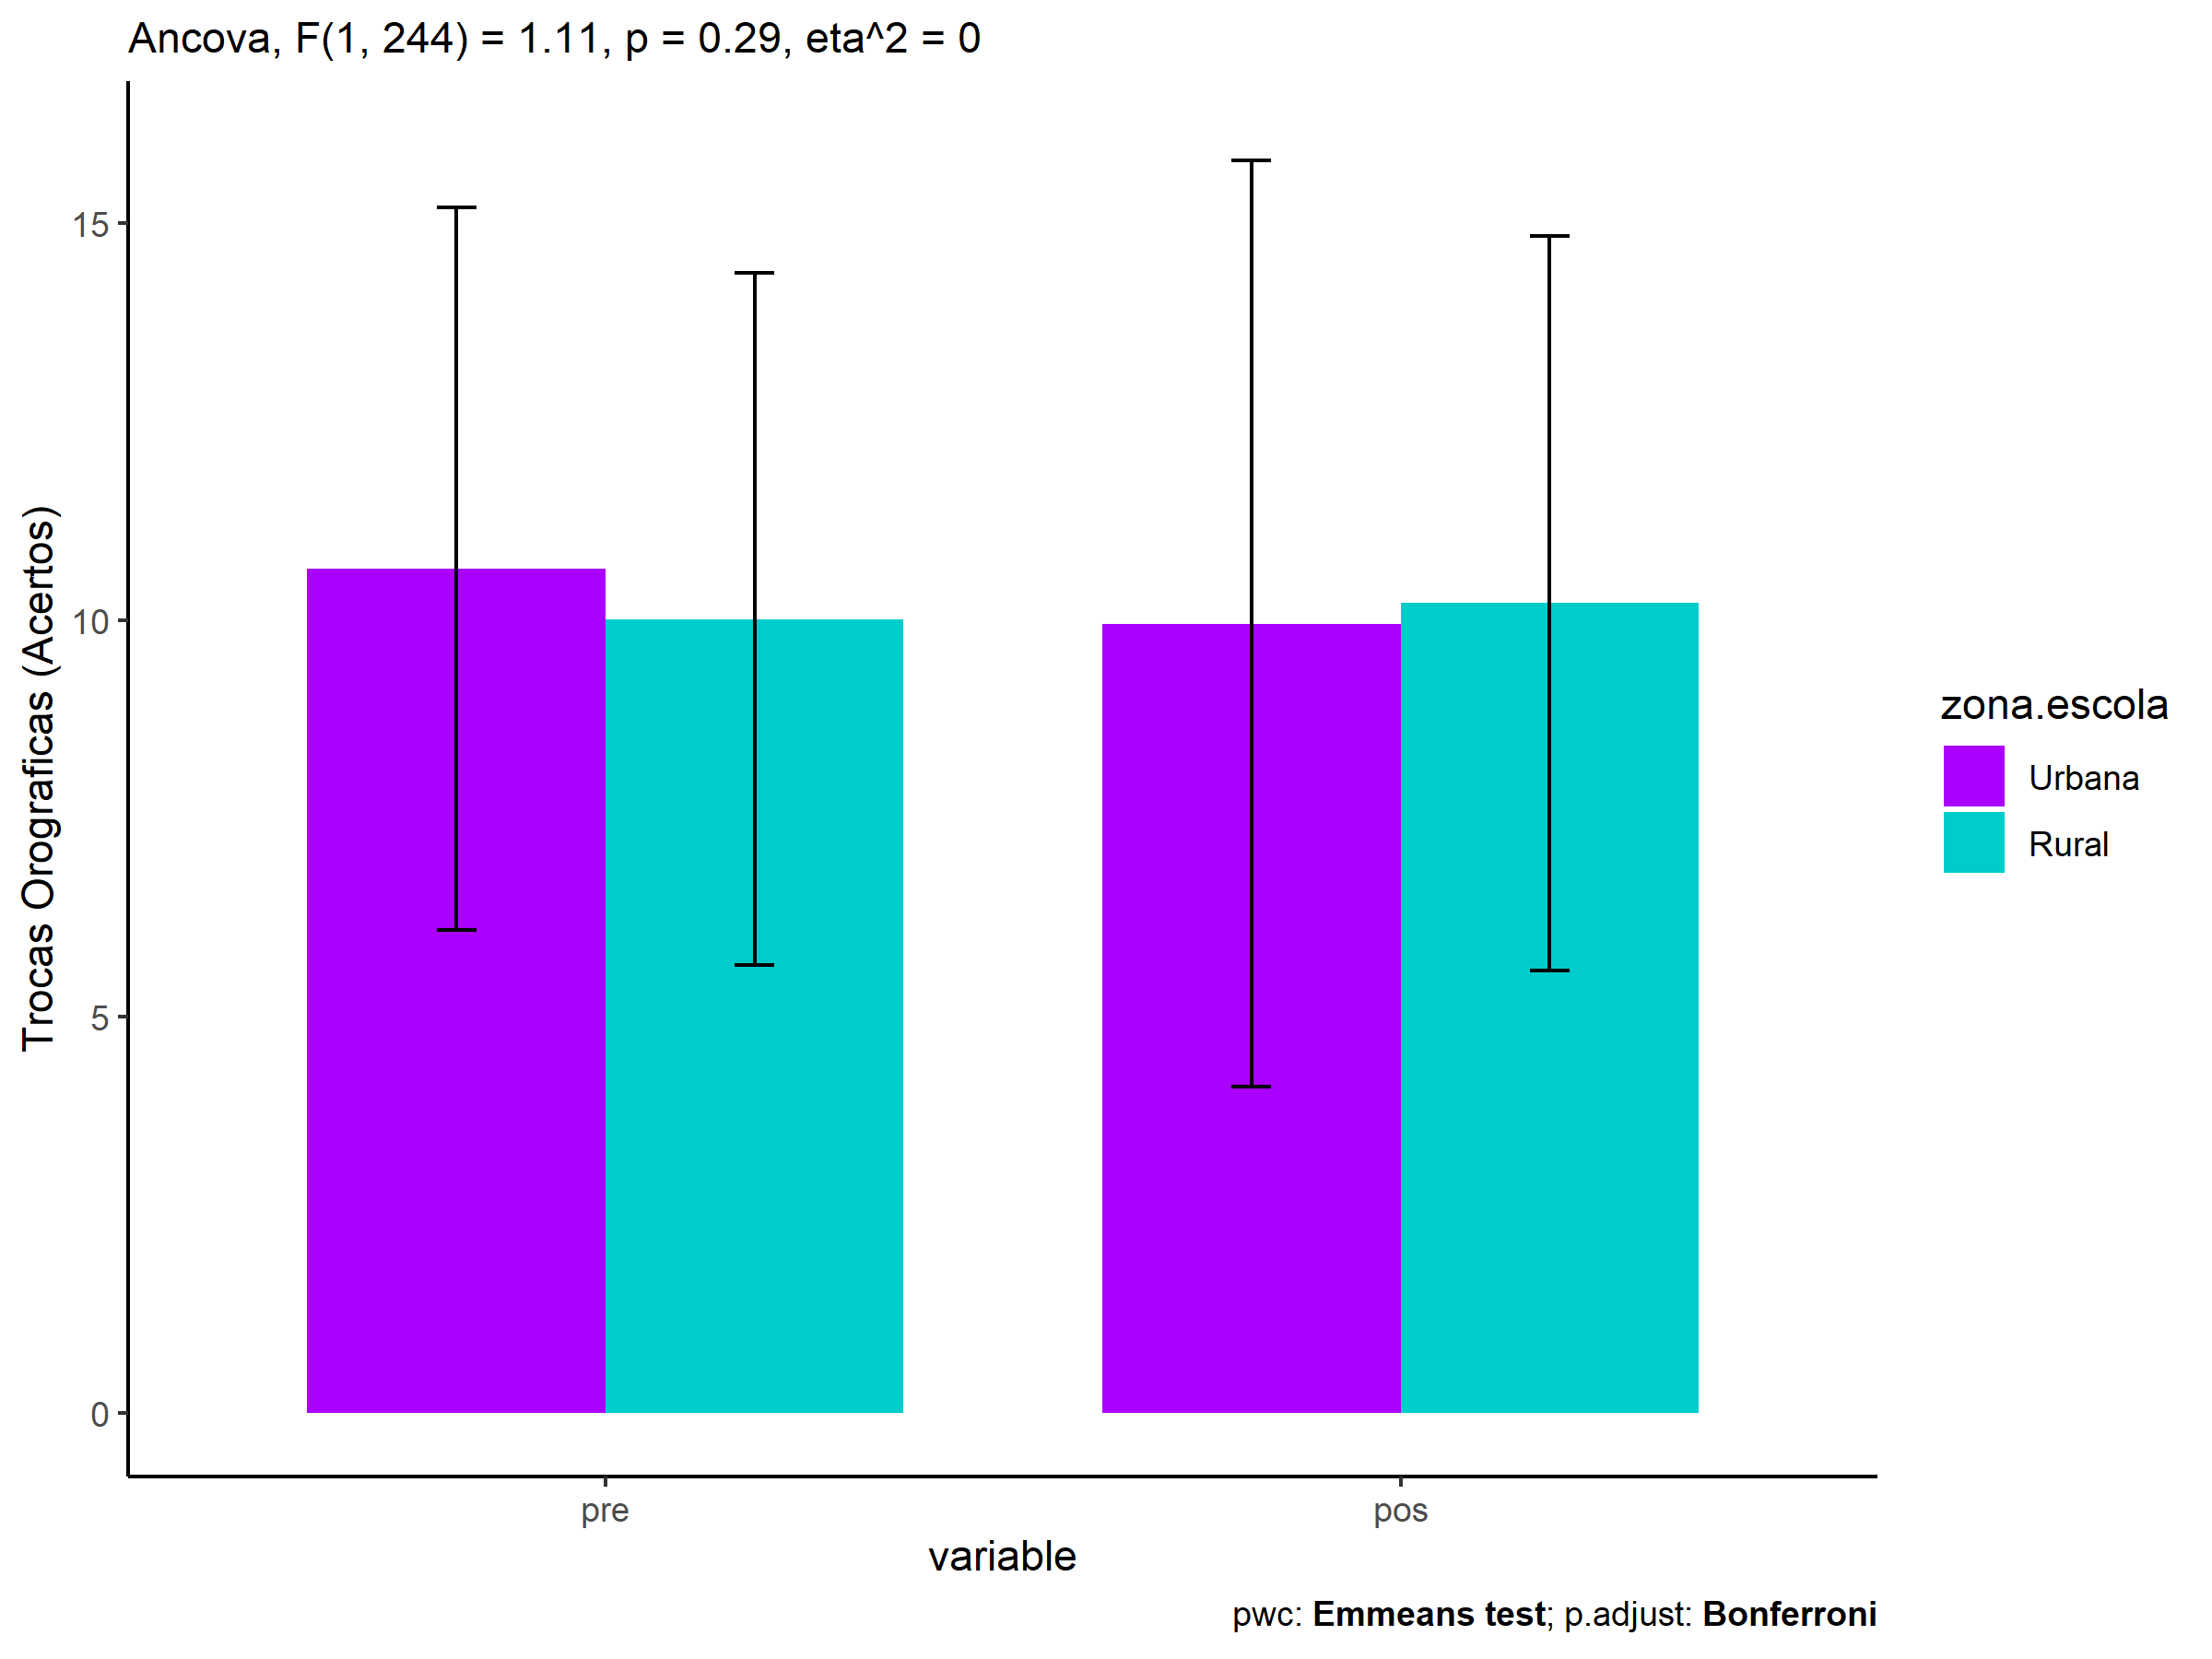 Ancova, F(1, 244) = 1.11, p = 0.29, eta^2 = 0
Trocas Orograficas (Acertos)
15
10
5
0
pre
pos
variable
zona.escola
Urbana
Rural
pwc: Emmeans test; p.adjust: Bonferroni